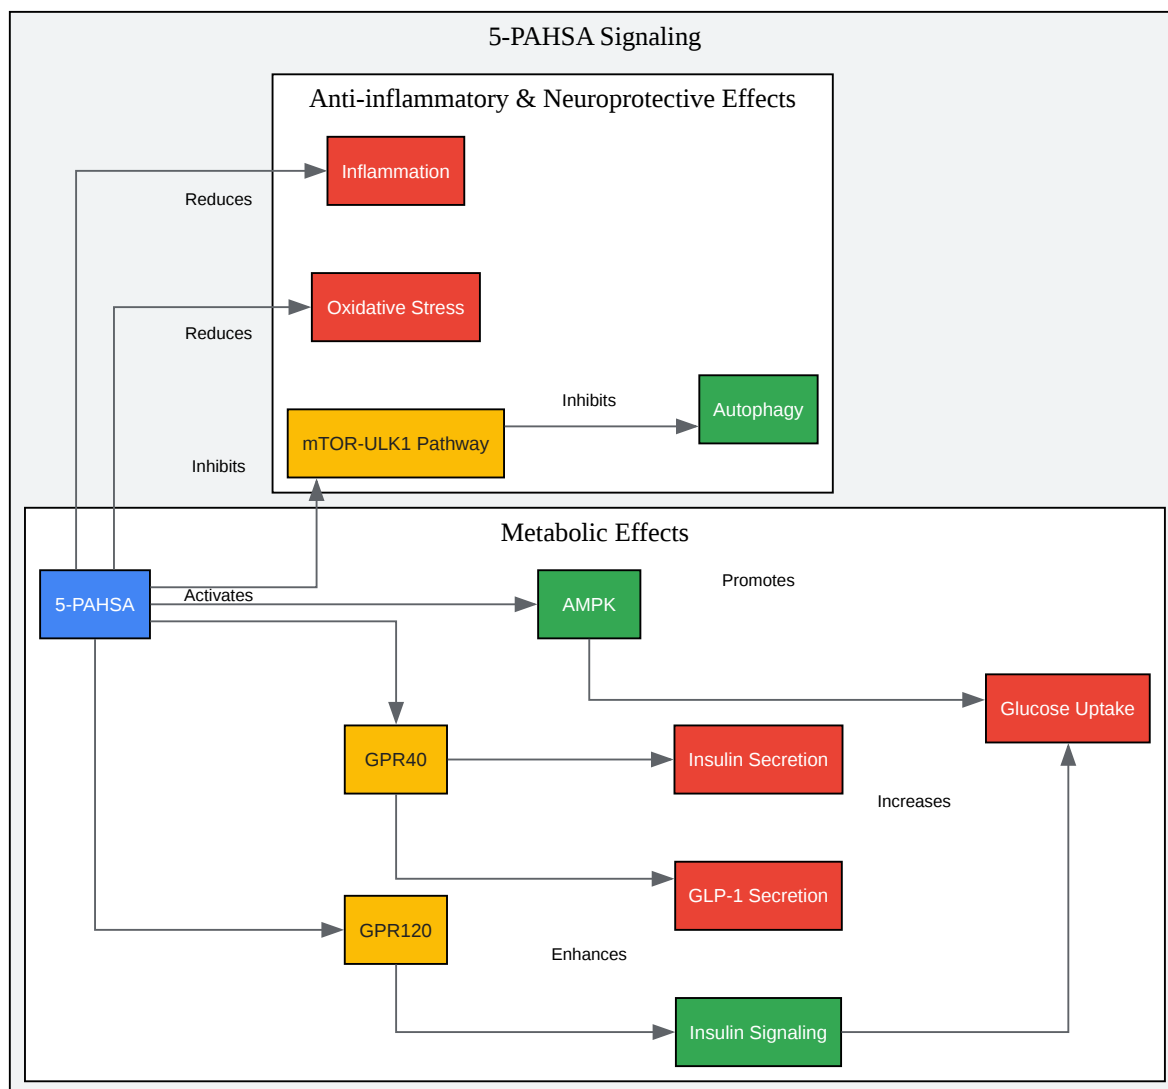 5-PAHSA Signaling
Anti-inflammatory & Neuroprotective Effects
Inflammation
Reduces
Oxidative Stress
Reduces
Autophagy
Inhibits
mTOR-ULK1 Pathway
Inhibits
Metabolic Effects
5-PAHSA
Activates
AMPK
Promotes
Glucose Uptake
GPR40
Insulin Secretion
Increases
GLP-1 Secretion
GPR120
Enhances
Insulin Signaling